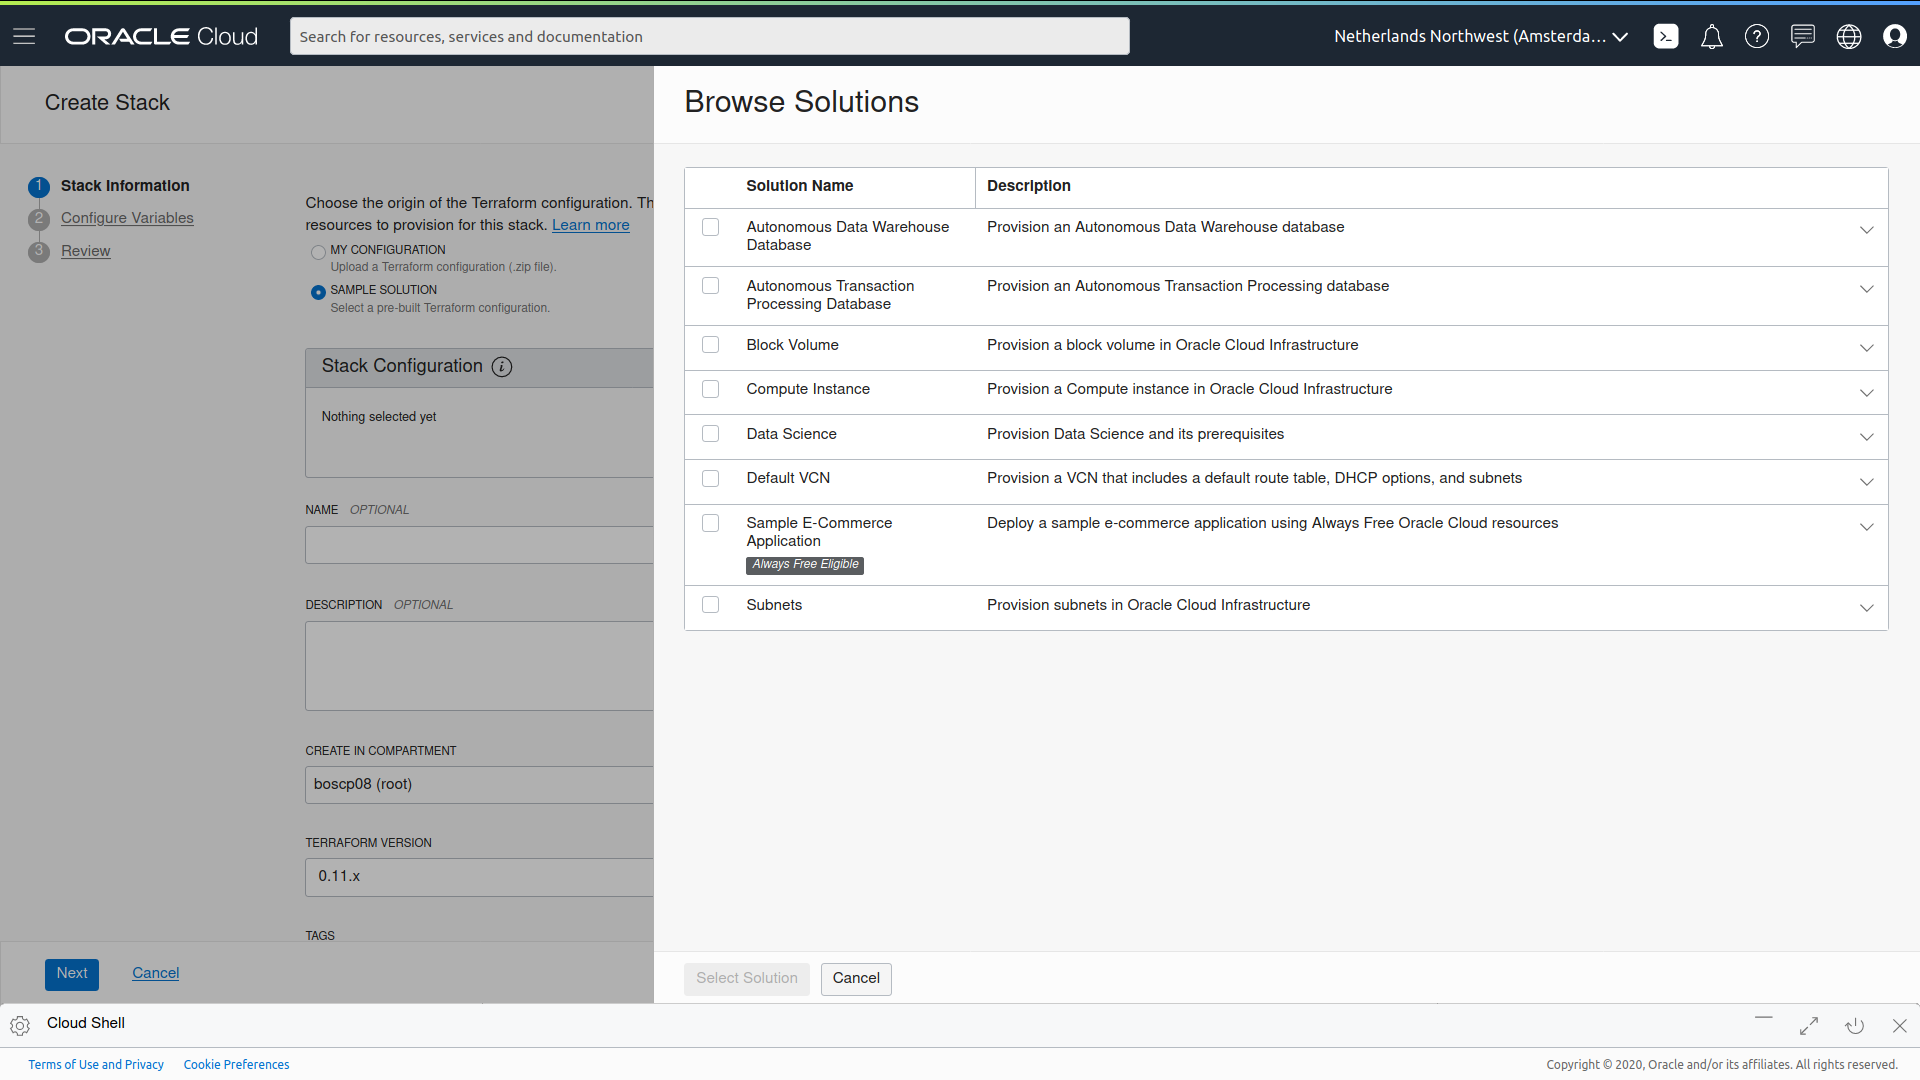 ORACLE Cloud
Search for resources, services and documentation
Netherlands Northwest (Amsterda...
Create Stack
1 Stack Information
2 Configure Variables
3 Review
Choose the origin of the Terraform configuration. Th
resources to provision for this stack. Learn more
MY CONFIGURATION
Upload a Terraform configuration (.zip file).
SAMPLE SOLUTION
Select a pre-built Terraform configuration.
Stack Configuration i
Nothing selected yet
NAME OPTIONAL
DESCRIPTION OPTIONAL
CREATE IN COMPARTMENT
boscp08 (root)
TERRAFORM VERSION
0.11.x
TAGS
Next Cancel
Browse Solutions
Solution Name Description
Autonomous Data Warehouse Provision an Autonomous Data Warehouse database
Database
Autonomous Transaction Provision an Autonomous Transaction Processing database
Processing Database
Block Volume Provision a block volume in Oracle Cloud Infrastructure
Compute Instance Provision a Compute instance in Oracle Cloud Infrastructure
Data Science Provision Data Science and its prerequisites
Default VCN Provision a VCN that includes a default route table, DHCP options, and subnets
Sample E-Commerce Deploy a sample e-commerce application using Always Free Oracle Cloud resources
Application
Always Free Eligible
Subnets Provision subnets in Oracle Cloud Infrastructure
Select Solution Cancel
Cloud Shell
Terms of Use and Privacy Cookie Preferences
Copyright © 2020, Oracle and/or its affiliates. All rights reserved.